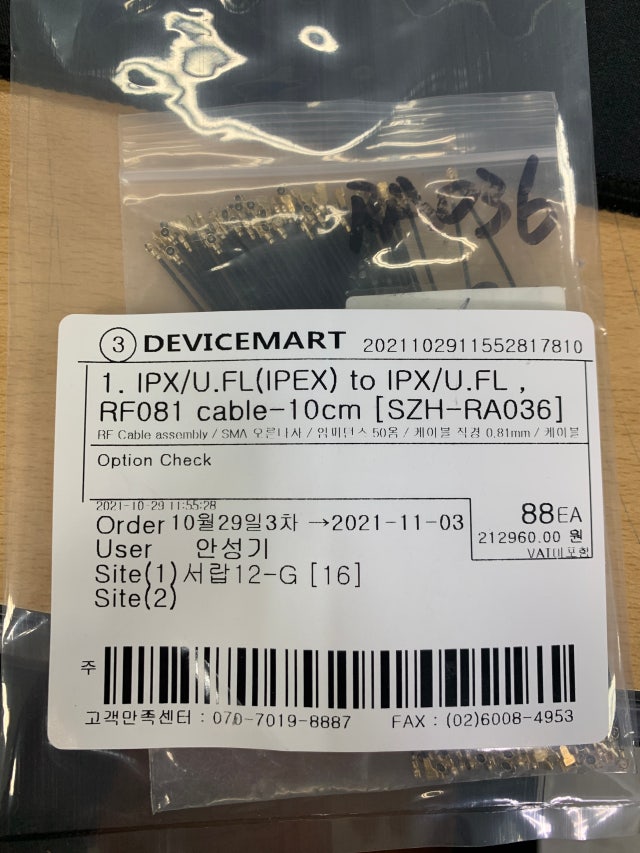 RA-036
③ DEVICEMART 2021102911552817810
1. IPX/U.FL(IPEX) to IPX/U.FL ,
RF081 cable-10cm [SZH-RA036]
RF Cable assembly / SMA 오른나사 / 임피던스 50옴 / 케이블 직경 0.81mm / 케이블
Option Check
2021-10-29 11:55:28
Order 10월29일3차 →2021-11-03
88EA
212960.00 원
VAT미포함
User 안성기
Site(1) 서랍12-G [16]
Site(2)
주
고객만족센터 : 070-7019-8887 FAX : (02)6008-4953